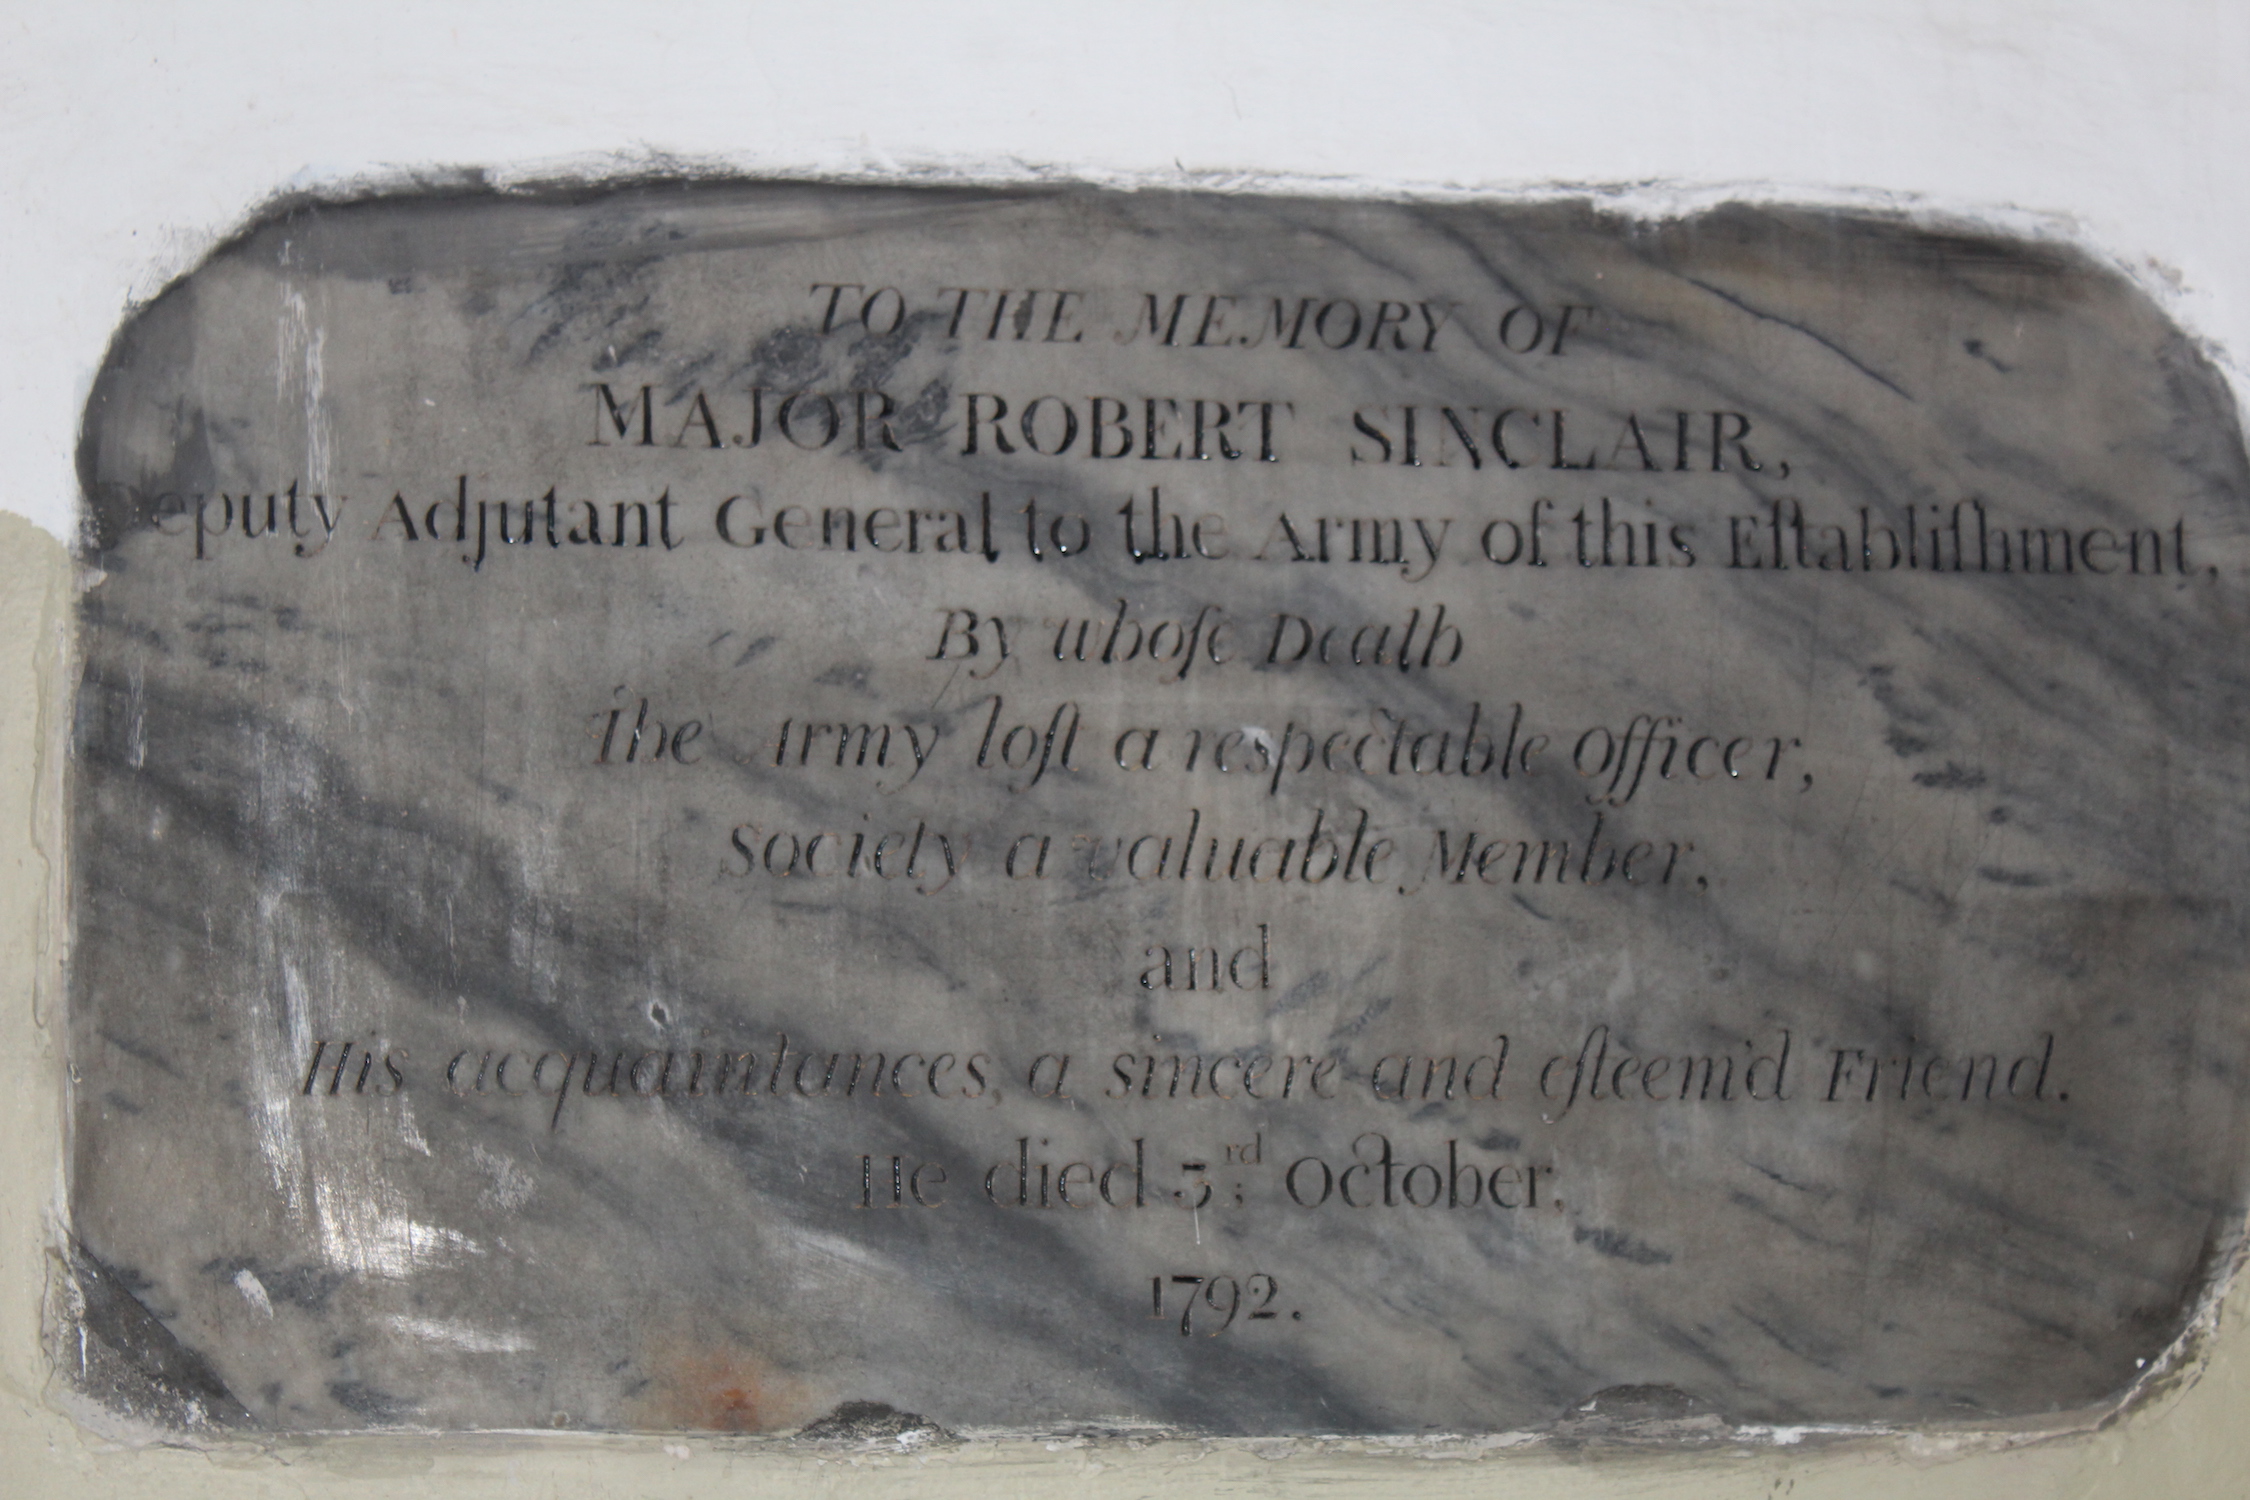 TO THE MEMORY OF
MAJOR ROBERT SINCLAIR,
Deputy Adjutant General to the Army of this Eſtabliſhment,
By whoſe Death
The Army loſt a respectable Officer,
Society a valuable Member,
and
His acquaintances, a sincere and eſteem'd Friend.
He died 3rd: October,
1792.